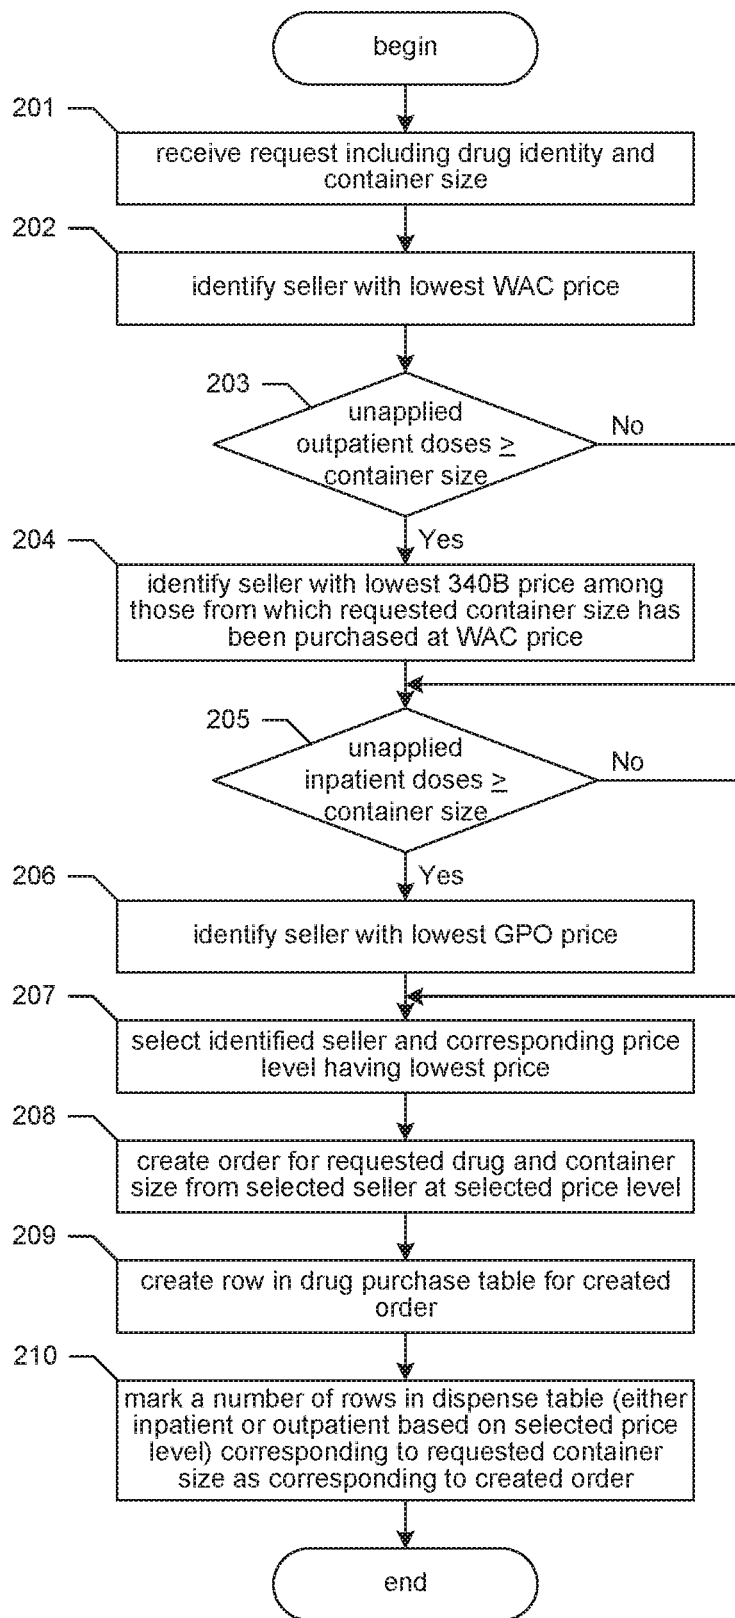 begin
201
receive request including drug identity and
container size
202
identify seller with lowest WAC price
203
unapplied
outpatient doses ≥
container size
No
Yes
204
identify seller with lowest 340B price among
those from which requested container size has
been purchased at WAC price
205
unapplied
inpatient doses ≥
container size
No
Yes
206
identify seller with lowest GPO price
207
select identified seller and corresponding price
level having lowest price
208
create order for requested drug and container
size from selected seller at selected price level
209
create row in drug purchase table for created
order
210
mark a number of rows in dispense table (either
inpatient or outpatient based on selected price
level) corresponding to requested container
size as corresponding to created order
end